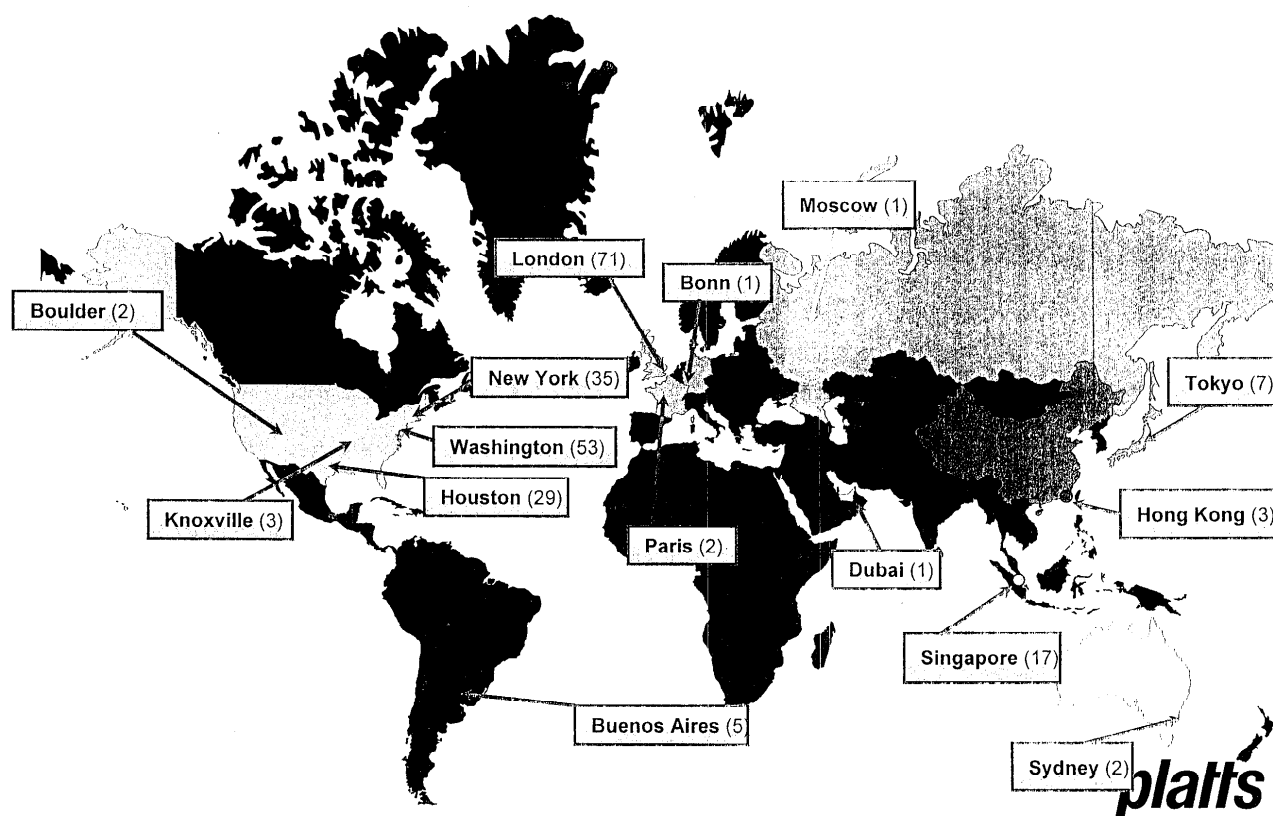 Moscow (1)
London (71)
Bonn (1)
Boulder (2)
New York (35)
Tokyo (7)
Washington (53)
Houston (29)
Knoxville (3)
Hong Kong (3)
Paris (2)
Dubai (1)
Singapore (17)
Buenos Aires (5)
Sydney (2)
platts